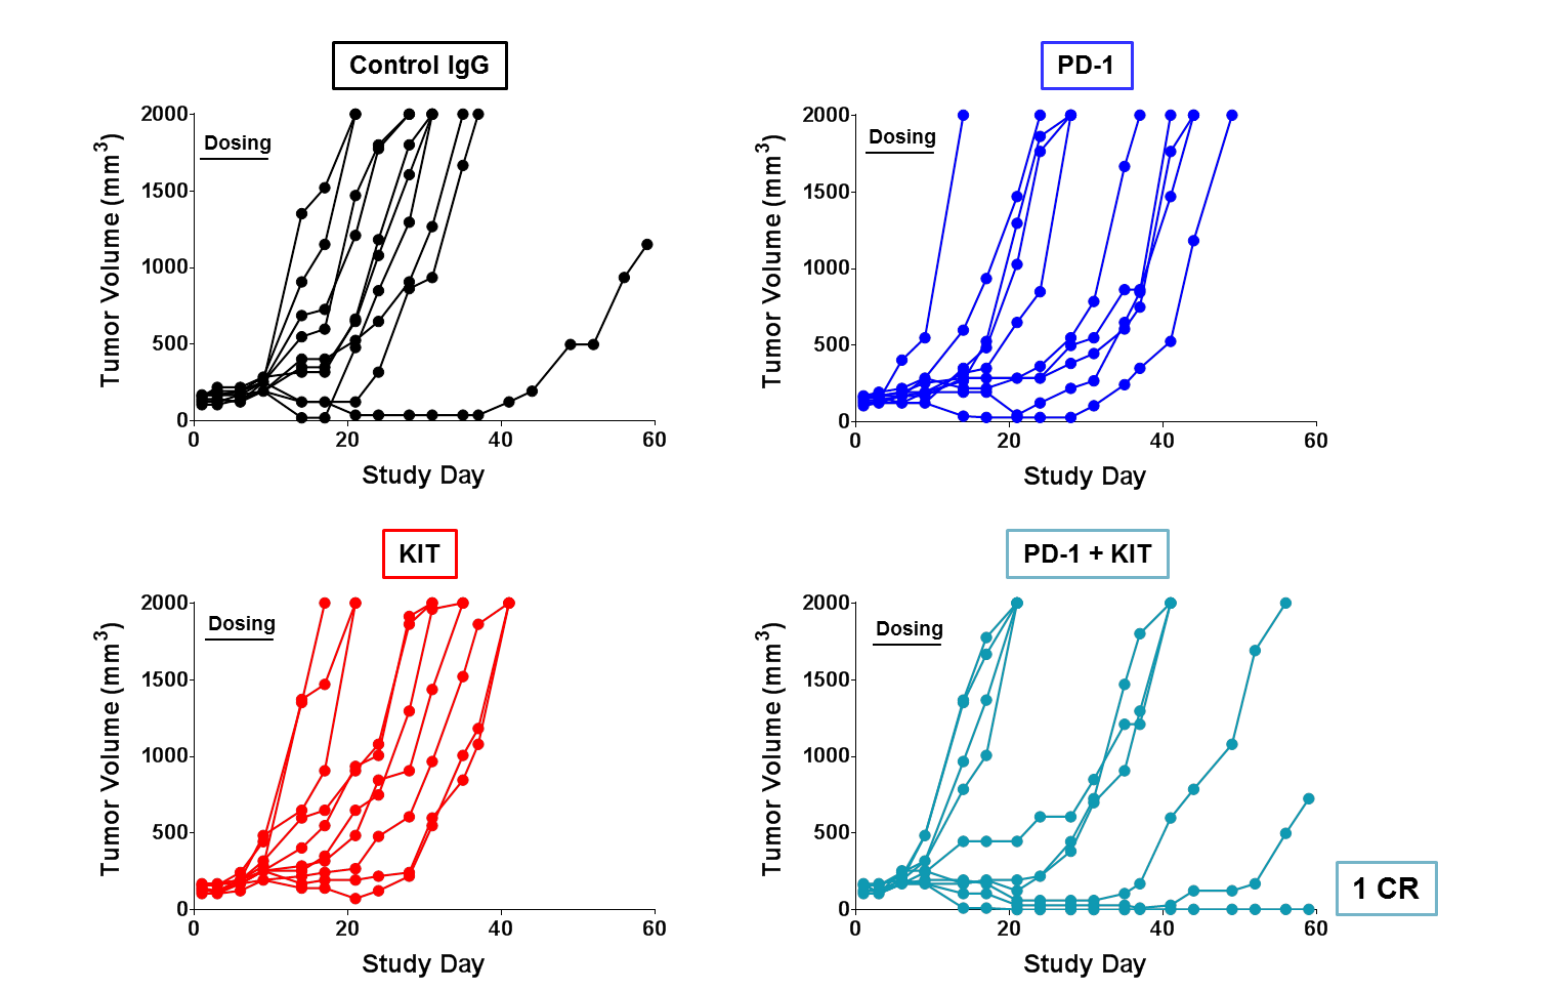 Control IgG
2000
1500
1000
500
0
0 20 40 60
Dosing
Tumor Volume (mm³)
Study Day
PD-1
2000
1500
1000
500
0
0 20 40 60
Dosing
Tumor Volume (mm³)
Study Day
KIT
2000
1500
1000
500
0
0 20 40 60
Dosing
Tumor Volume (mm³)
Study Day
PD-1 + KIT
2000
1500
1000
500
0
0 20 40 60
Dosing
Tumor Volume (mm³)
Study Day
1 CR